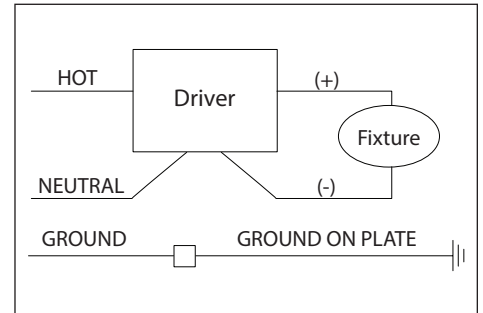 HOT
Driver
(+)
Fixture
NEUTRAL
(-)
GROUND
GROUND ON PLATE